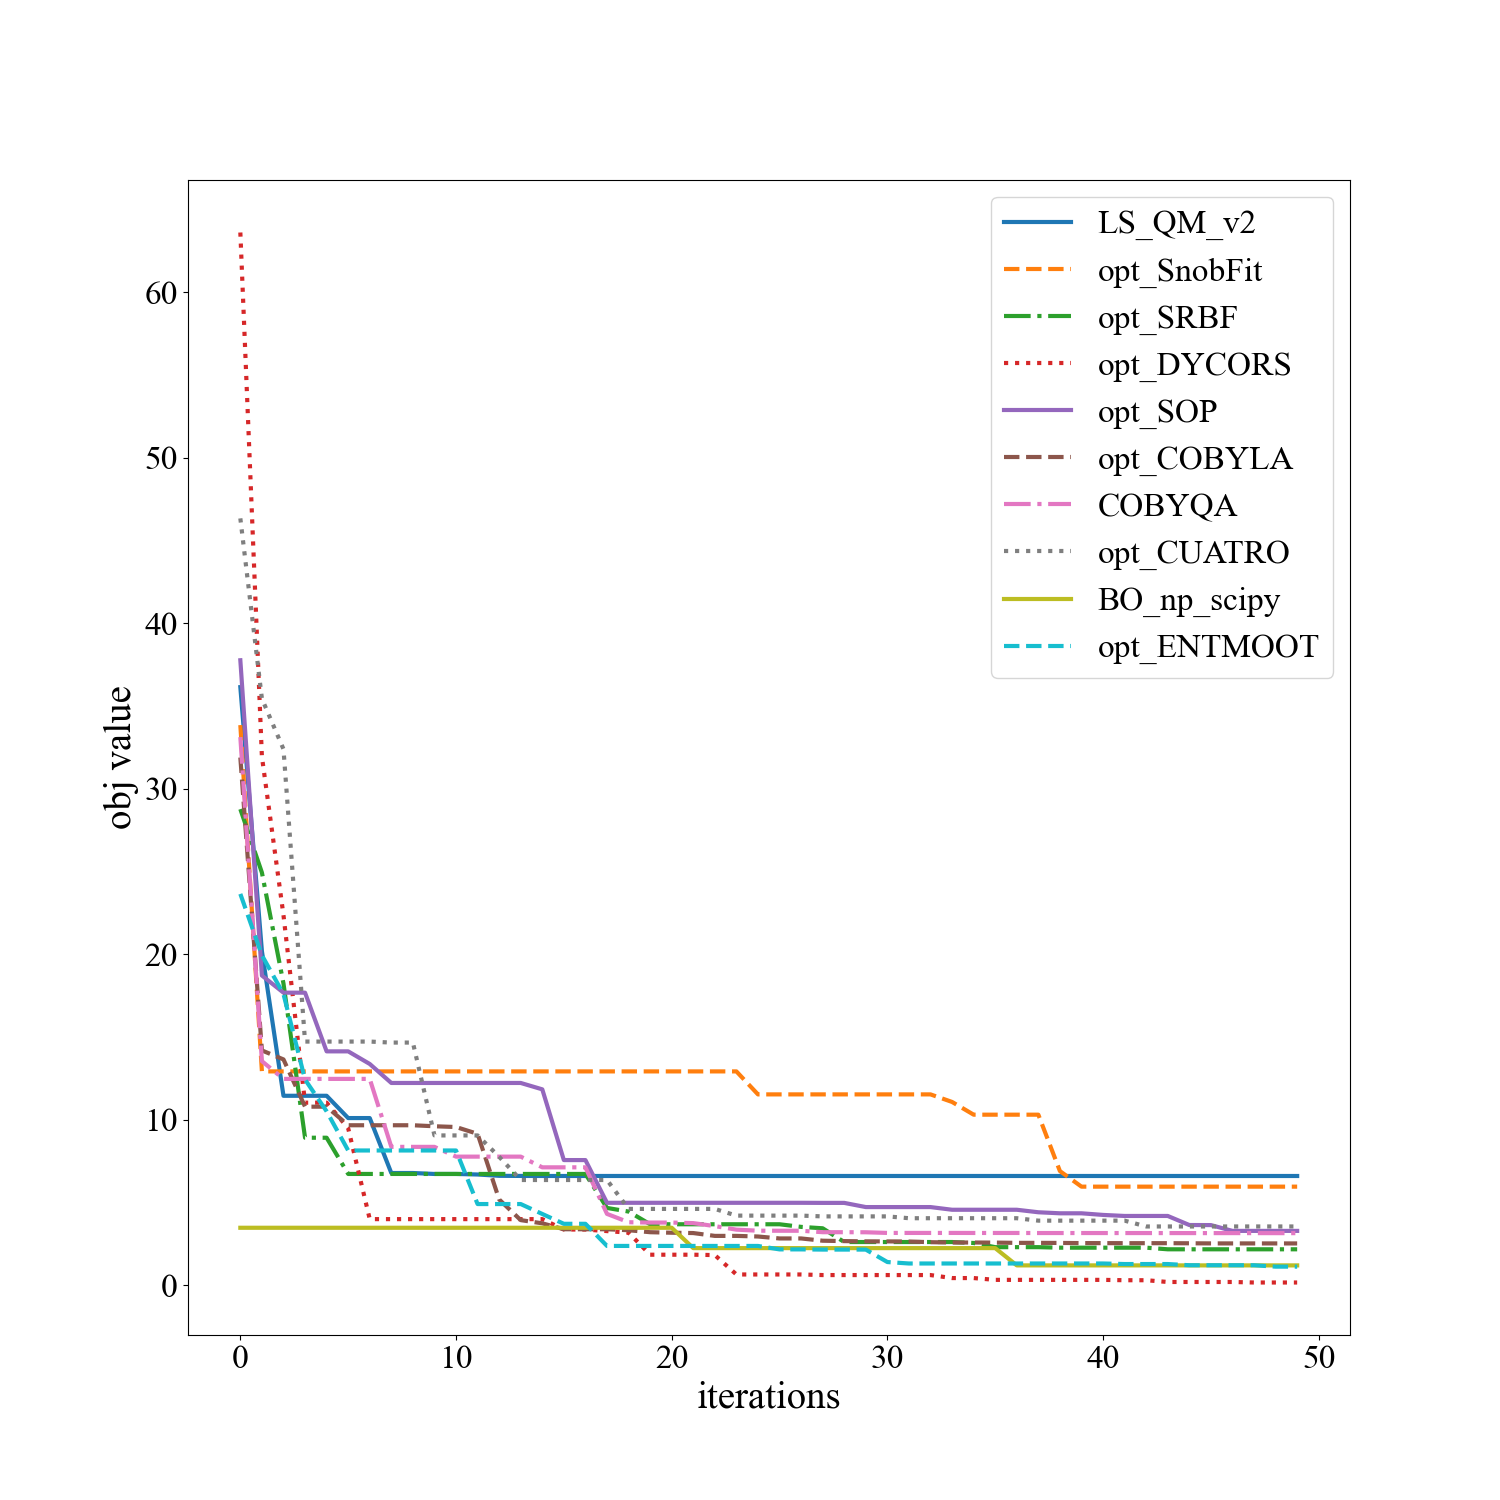 LS_QM_v2
opt_SnobFit
opt_SRBF
opt_DYCORS
opt_SOP
opt_COBYLA
COBYQA
opt_CUATRO
BO_np_scipy
opt_ENTMOOT
60
50
40
30
20
10
0
obj value
0 10 20 30 40 50
iterations